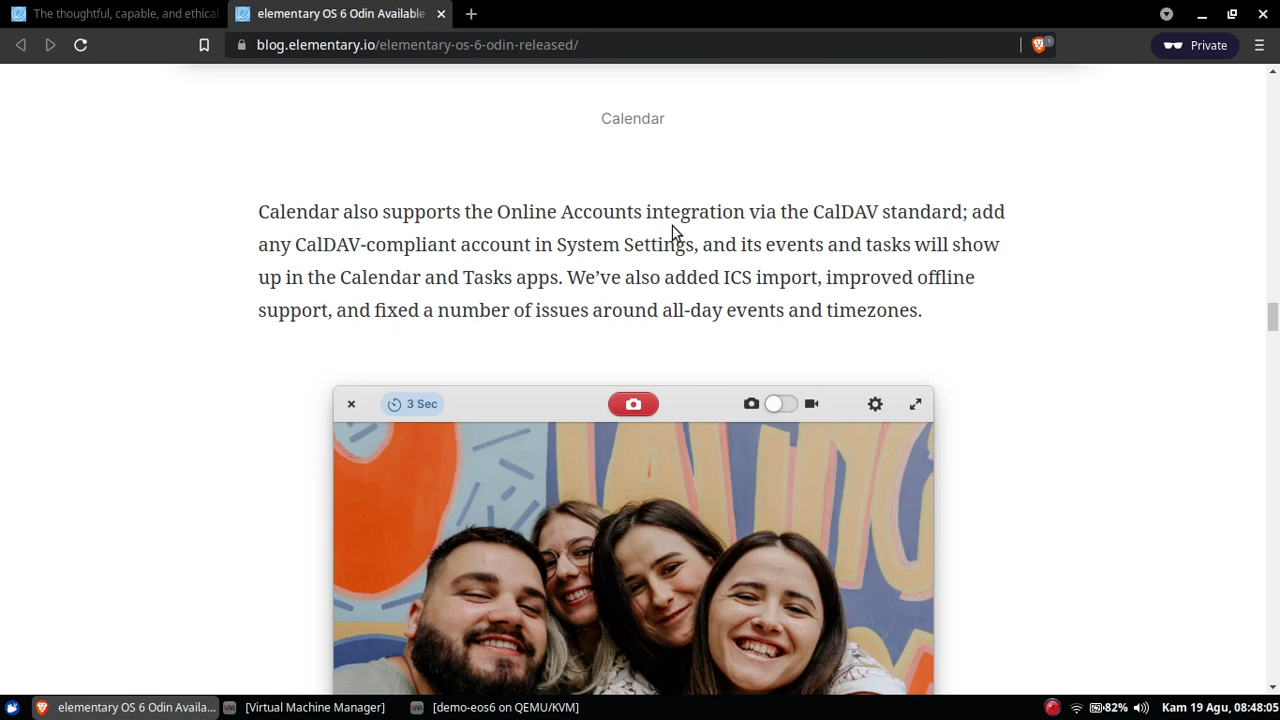 The thoughtful, capable, and ethical
elementary OS 6 Odin Available
blog.elementary.io/elementary-os-6-odin-released/
Private
Calendar
Calendar also supports the Online Accounts integration via the CalDAV standard; add
any CalDAV-compliant account in System Settings, and its events and tasks will show
up in the Calendar and Tasks apps. We’ve also added ICS import, improved offline
support, and fixed a number of issues around all-day events and timezones.
3 Sec
elementary OS 6 Odin Availa...
[Virtual Machine Manager]
[demo-eos6 on QEMU/KVM]
82%
Kam 19 Agu, 08:48:05